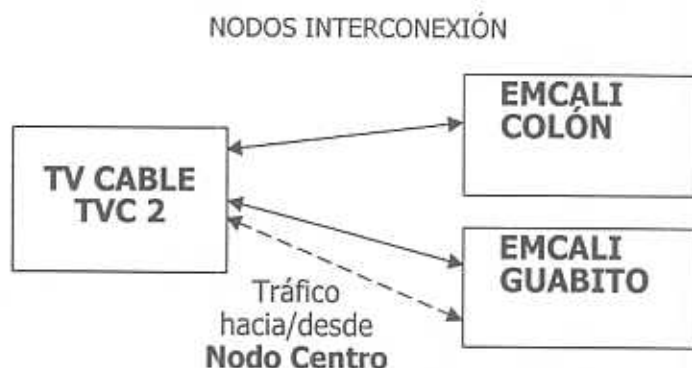 NODOS INTERCONEXIÓN
EMCALI
COLÓN
TV CABLE
TVC 2
EMCALI
GUABITO
Tráfico
hacia/desde
Nodo Centro